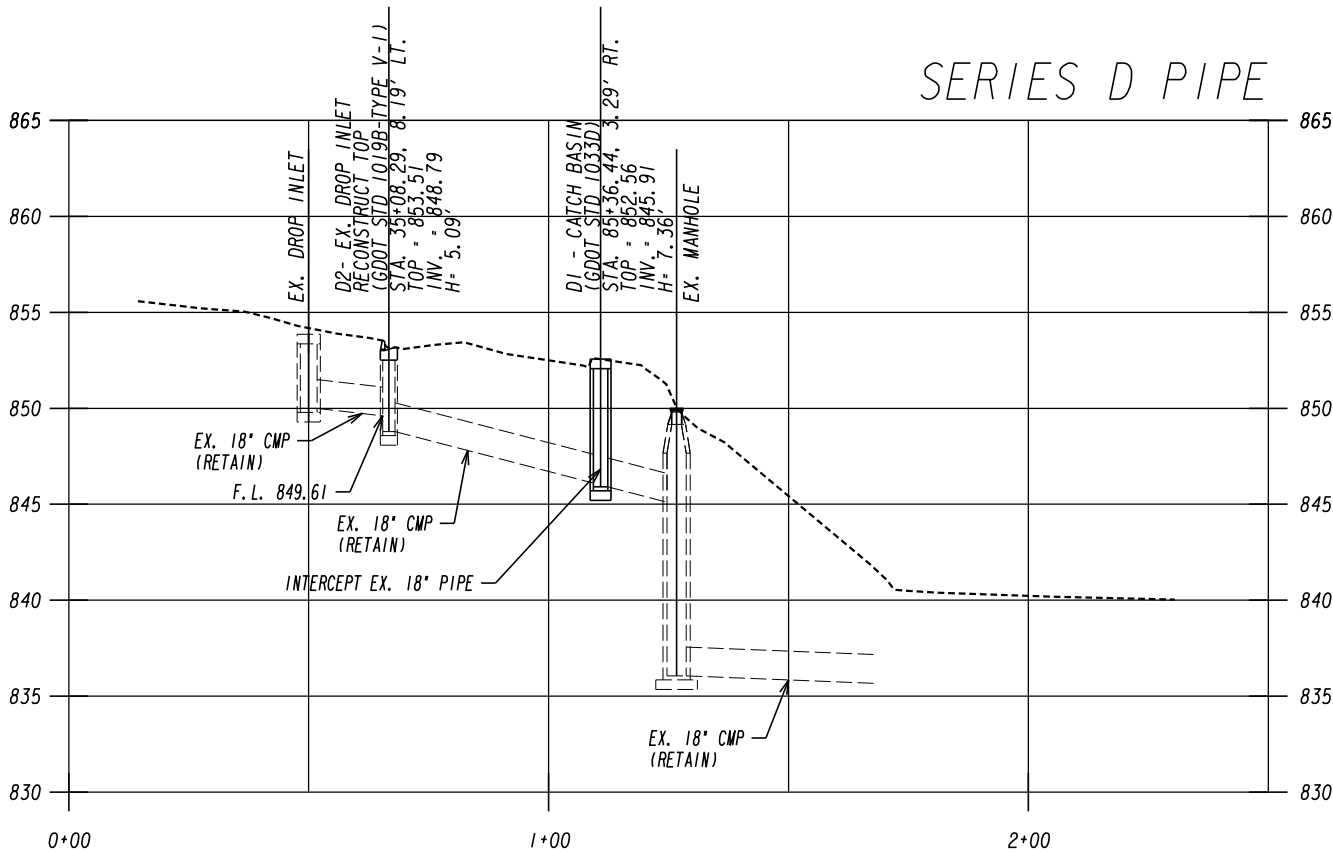 SERIES D PIPE
865
860
855
850
845
840
835
830
865
860
855
850
845
840
835
830
EX. DROP INLET
D2- EX. DROP INLET
RECONSTRUCT TOP
(GDOT STD 1019B-TYPE V-1)
STA. 35+08.29, 8.19' LT.
TOP = 853.51
INV. = 848.79
H= 5.09'
D1 - CATCH BASIN
(GDOT STD 1033D)
STA. 85+36.44, 3.29' RT.
TOP = 852.56
INV. = 845.91
H= 7.36'
EX. MANHOLE
EX. 18" CMP
(RETAIN)
F.L. 849.61
EX. 18" CMP
(RETAIN)
INTERCEPT EX. 18" PIPE
EX. 18" CMP
(RETAIN)
0+00
1+00
2+00